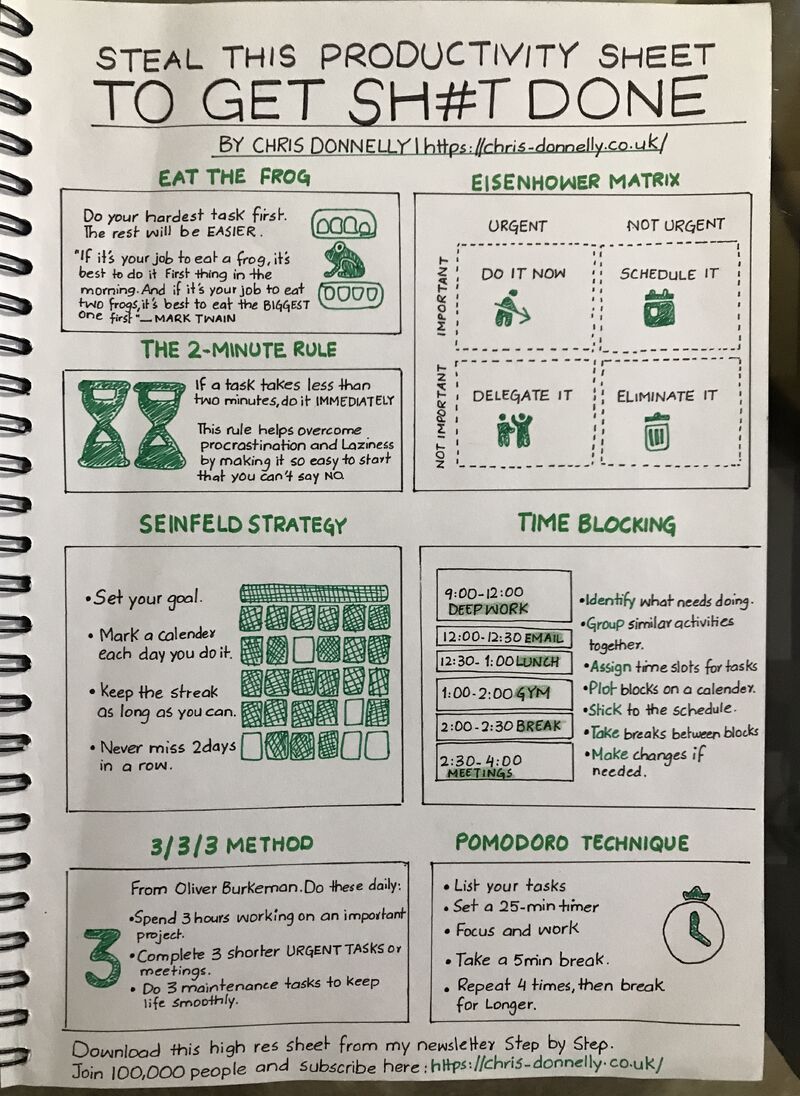 STEAL THIS PRODUCTIVITY SHEET
TO GET SH#T DONE
BY CHRIS DONNELLY | https://chris-donnelly.co.uk/
EAT THE FROG
Do your hardest task first.
The rest will be EASIER.
"If it's your job to eat a frog, it's
best to do it First thing in the
morning. And if it's your job to eat
two frogs, it's best to eat the BIGGEST
one first" — MARK TWAIN
EISENHOWER MATRIX
URGENT
NOT URGENT
IMPORTANT
DO IT NOW
SCHEDULE IT
NOT IMPORTANT
DELEGATE IT
ELIMINATE IT
THE 2-MINUTE RULE
If a task takes less than
two minutes, do it IMMEDIATELY
This rule helps overcome
procrastination and Laziness
by making it so easy to start
that you can't say NO.
SEINFELD STRATEGY
• Set your goal.
• Mark a calender
each day you do it.
• Keep the streak
as long as you can.
• Never miss 2days
in a row.
TIME BLOCKING
9:00-12:00
DEEP WORK
12:00-12:30 EMAIL
12:30-1:00 LUNCH
1:00-2:00 GYM
2:00-2:30 BREAK
2:30-4:00
MEETINGS
• Identify what needs doing.
• Group similar activities
together.
• Assign time slots for tasks
• Plot blocks on a calender.
• Stick to the schedule.
• Take breaks between blocks
• Make changes if
needed.
3/3/3 METHOD
3
From Oliver Burkeman. Do these daily:
• Spend 3 hours working on an important
project.
• Complete 3 shorter URGENT TASKS or
meetings.
• Do 3 maintenance tasks to keep
life smoothly.
POMODORO TECHNIQUE
• List your tasks
• Set a 25-min timer
• Focus and work
• Take a 5min break.
• Repeat 4 times, then break
for Longer.
Download this high res sheet from my newsletter Step by Step.
Join 100,000 people and subscribe here: https://chris-donnelly.co.uk/